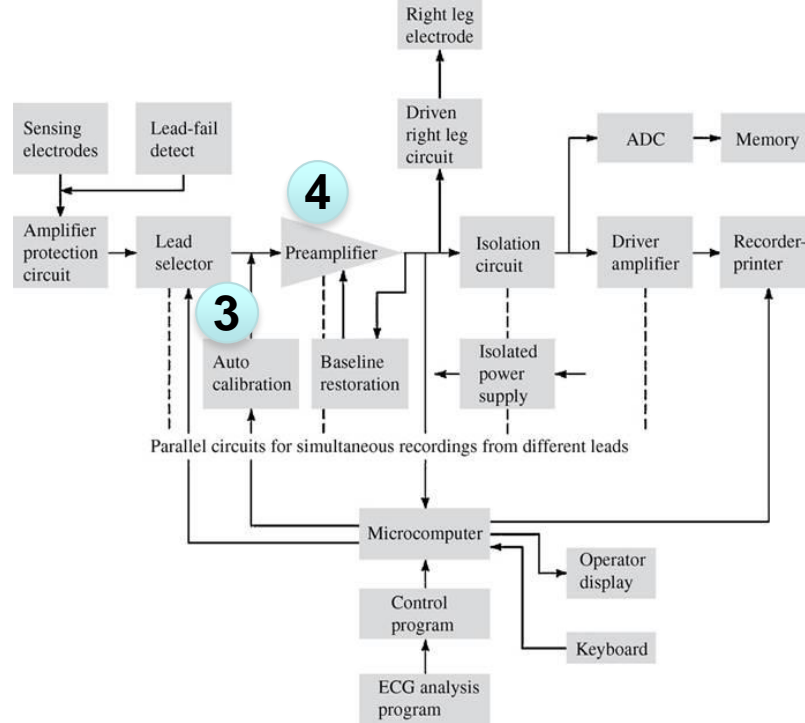 Right leg
electrode
Sensing
electrodes
Lead-fail
detect
Driven
right leg
circuit
ADC
Memory
4
Amplifier
protection
circuit
Lead
selector
Preamplifier
Isolation
circuit
Driver
amplifier
Recorder-
printer
3
Auto
calibration
Baseline
restoration
Isolated
power
supply
Parallel circuits for simultaneous recordings from different leads
Microcomputer
Operator
display
Control
program
Keyboard
ECG analysis
program